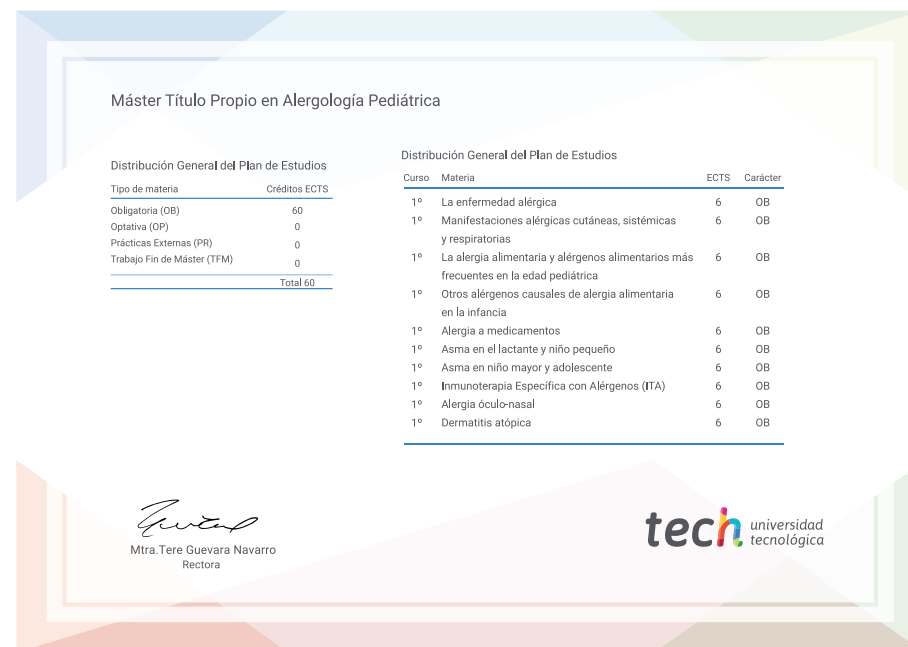 Máster Título Propio en Alergología Pediátrica
Distribución General del Plan de Estudios
Tipo de materia Créditos ECTS
Obligatoria (OB) 60
Optativa (OP) 0
Prácticas Externas (PR) 0
Trabajo Fin de Máster (TFM) 0
Total 60
Distribución General del Plan de Estudios
Curso Materia ECTS Carácter
1º La enfermedad alérgica 6 OB
1º Manifestaciones alérgicas cutáneas, sistémicas 6 OB
y respiratorias
1º La alergia alimentaria y alérgenos alimentarios más 6 OB
frecuentes en la edad pediátrica
1º Otros alérgenos causales de alergia alimentaria 6 OB
en la infancia
1º Alergia a medicamentos 6 OB
1º Asma en el lactante y niño pequeño 6 OB
1º Asma en niño mayor y adolescente 6 OB
1º Inmunoterapia Específica con Alérgenos (ITA) 6 OB
1º Alergia óculo-nasal 6 OB
1º Dermatitis atópica 6 OB
Mtra.Tere Guevara Navarro
Rectora
tech universidad
tecnológica